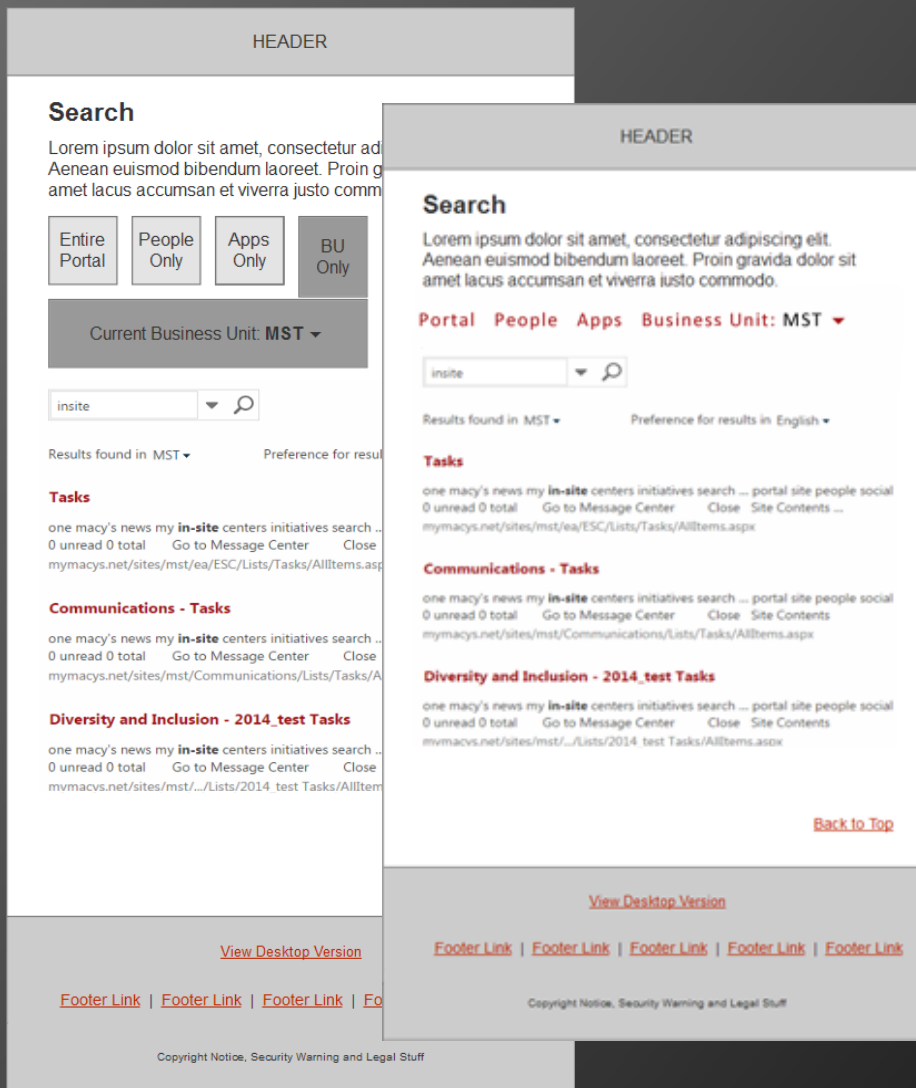 HEADER
Search
Lorem ipsum dolor sit amet, consectetur adi
Aenean euismod bibendum laoreet. Proin g
amet lacus accumsan et viverra justo comm
Entire Portal
People Only
Apps Only
BU Only
Current Business Unit: MST
insite
Results found in MST
Preference for resul
Tasks
one macy's news my in-site centers initiatives search ..
0 unread 0 total Go to Message Center Close
mymacys.net/sites/mst/ea/ESC/Lists/Tasks/AllItems.asp
Communications - Tasks
one macy's news my in-site centers initiatives search ..
0 unread 0 total Go to Message Center Close
mymacys.net/sites/mst/Communications/Lists/Tasks/A
Diversity and Inclusion - 2014_test Tasks
one macy's news my in-site centers initiatives search ..
0 unread 0 total Go to Message Center Close
mymacys.net/sites/mst/.../Lists/2014_test Tasks/AllItem
View Desktop Version
Footer Link | Footer Link | Footer Link | Fo
Copyright Notice, Security Warning and Legal Stuff
HEADER
Search
Lorem ipsum dolor sit amet, consectetur adipiscing elit.
Aenean euismod bibendum laoreet. Proin gravida dolor sit
amet lacus accumsan et viverra justo commodo.
Portal People Apps Business Unit: MST
insite
Results found in MST Preference for results in English
Tasks
one macy's news my in-site centers initiatives search ... portal site people social
0 unread 0 total Go to Message Center Close Site Contents ...
mymacys.net/sites/mst/ea/ESC/Lists/Tasks/AllItems.aspx
Communications - Tasks
one macy's news my in-site centers initiatives search ... portal site people social
0 unread 0 total Go to Message Center Close Site Contents
mymacys.net/sites/mst/Communications/Lists/Tasks/AllItems.aspx
Diversity and Inclusion - 2014_test Tasks
one macy's news my in-site centers initiatives search ... portal site people social
0 unread 0 total Go to Message Center Close Site Contents
mymacys.net/sites/mst/.../Lists/2014_test Tasks/AllItems.aspx
Back to Top
View Desktop Version
Footer Link | Footer Link | Footer Link | Footer Link | Footer Link
Copyright Notice, Security Warning and Legal Stuff